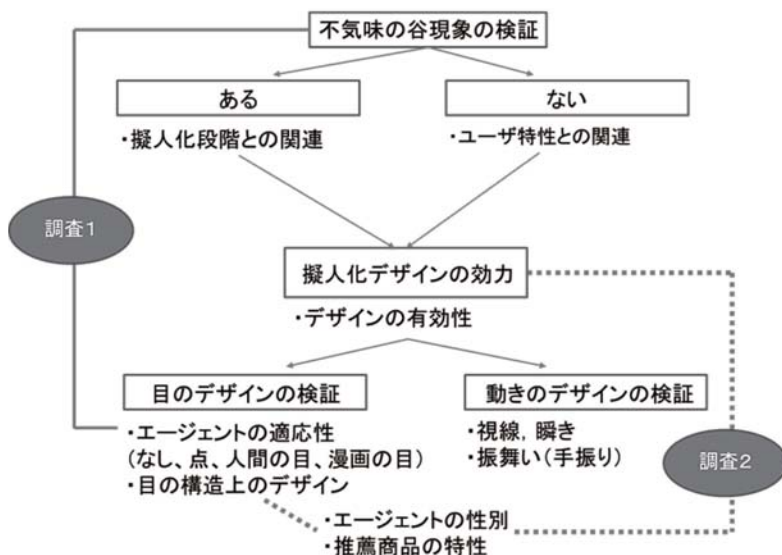 不気味の谷現象の検証
ある
ない
・擬人化段階との関連
・ユーザ特性との関連
調査1
擬人化デザインの効力
・デザインの有効性
目のデザインの検証
動きのデザインの検証
・エージェントの適応性
(なし、点、人間の目、漫画の目)
・目の構造上のデザイン
・視線, 瞬き
・振舞い(手振り)
調査2
・エージェントの性別
・推薦商品の特性